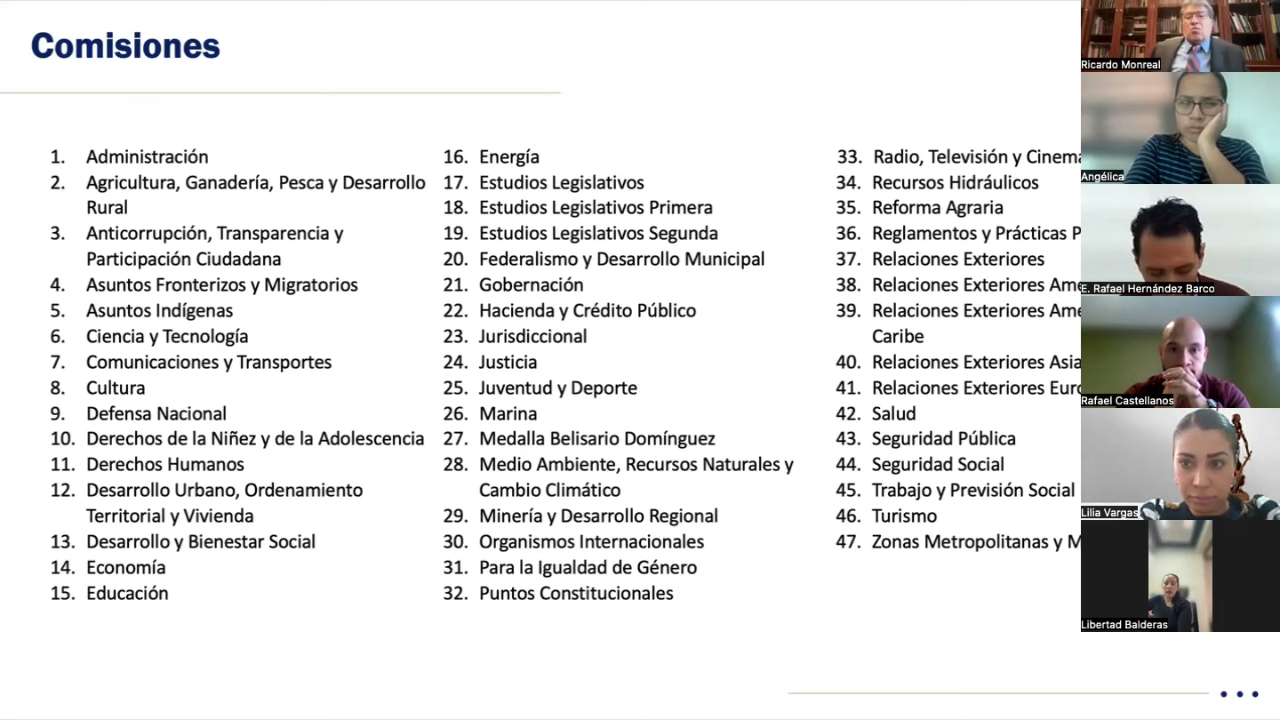 Comisiones
1. Administración
2. Agricultura, Ganadería, Pesca y Desarrollo
Rural
3. Anticorrupción, Transparencia y
Participación Ciudadana
4. Asuntos Fronterizos y Migratorios
5. Asuntos Indígenas
6. Ciencia y Tecnología
7. Comunicaciones y Transportes
8. Cultura
9. Defensa Nacional
10. Derechos de la Niñez y de la Adolescencia
11. Derechos Humanos
12. Desarrollo Urbano, Ordenamiento
Territorial y Vivienda
13. Desarrollo y Bienestar Social
14. Economía
15. Educación
16. Energía
17. Estudios Legislativos
18. Estudios Legislativos Primera
19. Estudios Legislativos Segunda
20. Federalismo y Desarrollo Municipal
21. Gobernación
22. Hacienda y Crédito Público
23. Jurisdiccional
24. Justicia
25. Juventud y Deporte
26. Marina
27. Medalla Belisario Domínguez
28. Medio Ambiente, Recursos Naturales y
Cambio Climático
29. Minería y Desarrollo Regional
30. Organismos Internacionales
31. Para la Igualdad de Género
32. Puntos Constitucionales
33. Radio, Televisión y Cinema
34. Recursos Hidráulicos
35. Reforma Agraria
36. Reglamentos y Prácticas P
37. Relaciones Exteriores
38. Relaciones Exteriores Amé
39. Relaciones Exteriores Amé
Caribe
40. Relaciones Exteriores Asia
41. Relaciones Exteriores Euro
42. Salud
43. Seguridad Pública
44. Seguridad Social
45. Trabajo y Previsión Social
46. Turismo
47. Zonas Metropolitanas y M
Ricardo Monreal
Angélica
E. Rafael Hernández Barco
Rafael Castellanos
Lilia Vargas
Libertad Balderas